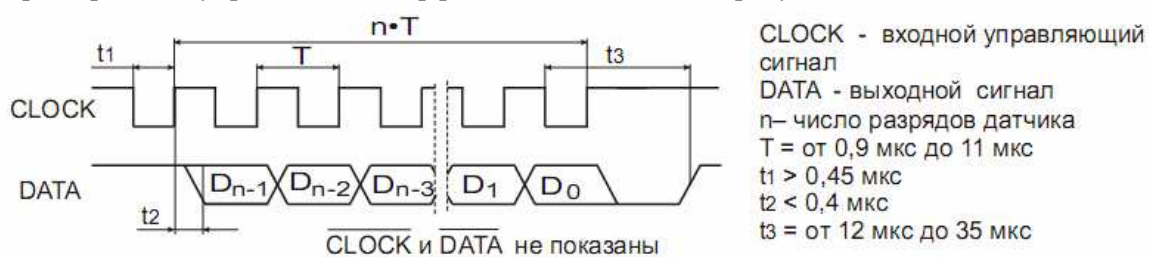 n•T
t1
T
t3
CLOCK
DATA
Dn-1
Dn-2
Dn-3
D1
D0
t2
CLOCK и DATA не показаны
CLOCK - входной управляющий
сигнал
DATA - выходной сигнал
n– число разрядов датчика
T = от 0,9 мкс до 11 мкс
t1 > 0,45 мкс
t2 < 0,4 мкс
t3 = от 12 мкс до 35 мкс